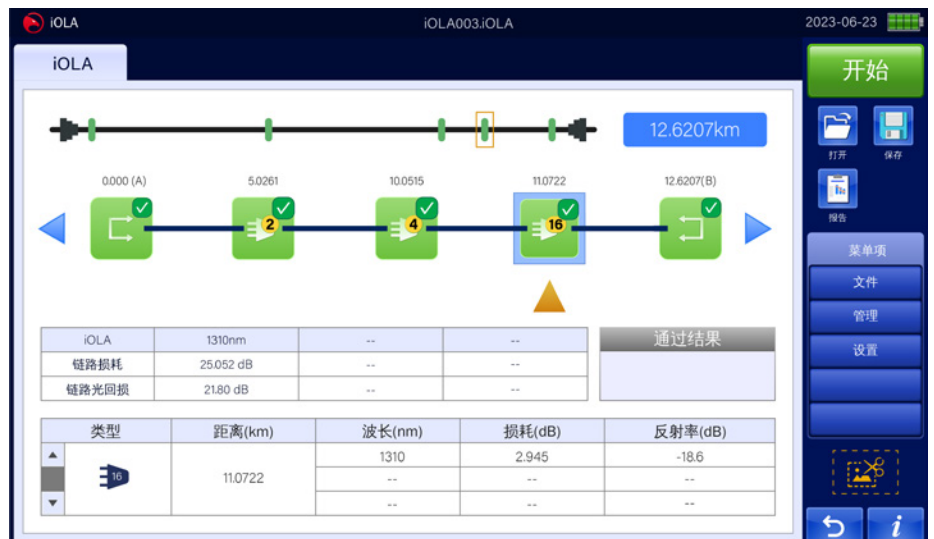 iOLA
iOLA003.iOLA
2023-06-23
iOLA
开始
12.6207km
打开
保存
0.000 (A)
5.0261
10.0515
11.0722
12.6207(B)
2
4
16
报告
菜单项
文件
管理
设置
iOLA 1310nm -- --
链路损耗 25.052 dB -- --
链路光回损 21.80 dB -- --
通过结果
类型 距离(km) 波长(nm) 损耗(dB) 反射率(dB)
16 11.0722 1310 2.945 -18.6
-- -- --
-- -- --
i